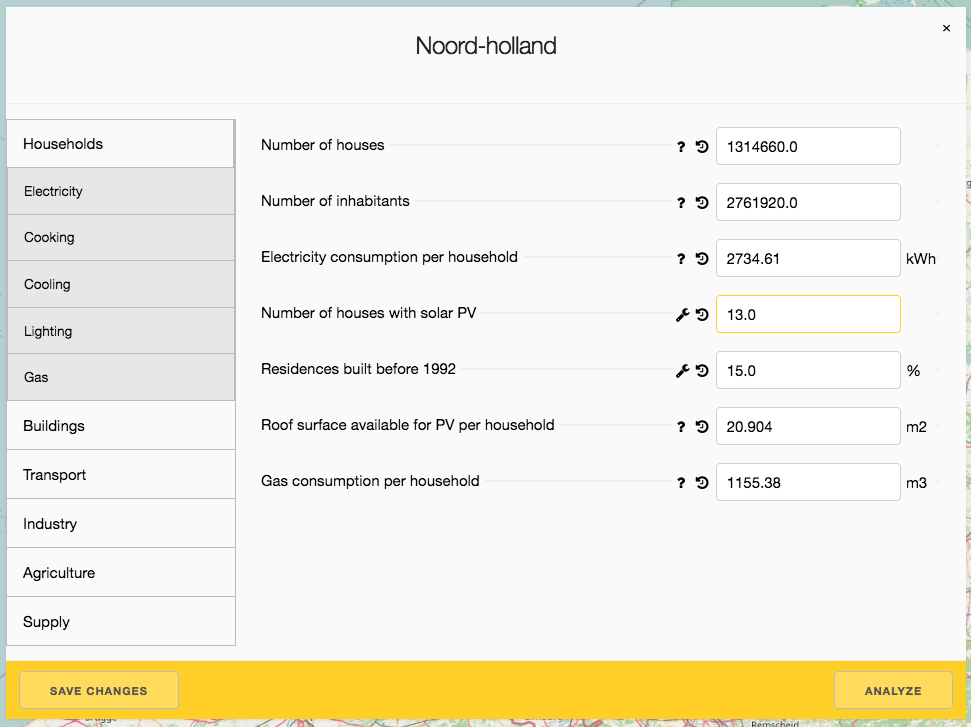 ×
Noord-holland
Households
Electricity
Cooking
Cooling
Lighting
Gas
Buildings
Transport
Industry
Agriculture
Supply
Number of houses ? 1314660.0
Number of inhabitants ? 2761920.0
Electricity consumption per household ? 2734.61 kWh
Number of houses with solar PV 13.0
Residences built before 1992 15.0 %
Roof surface available for PV per household ? 20.904 m2
Gas consumption per household ? 1155.38 m3
SAVE CHANGES
ANALYZE
Remscheid